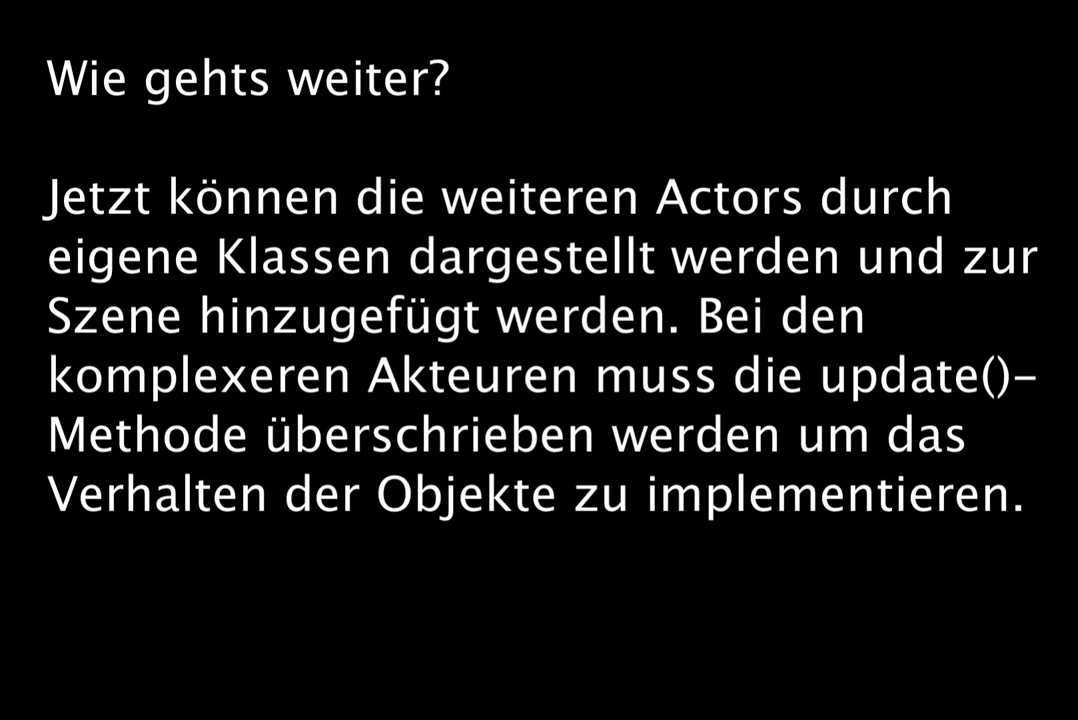 Wie gehts weiter?
Jetzt können die weiteren Actors durch
eigene Klassen dargestellt werden und zur
Szene hinzugefügt werden. Bei den
komplexeren Akteuren muss die update()-
Methode überschrieben werden um das
Verhalten der Objekte zu implementieren.